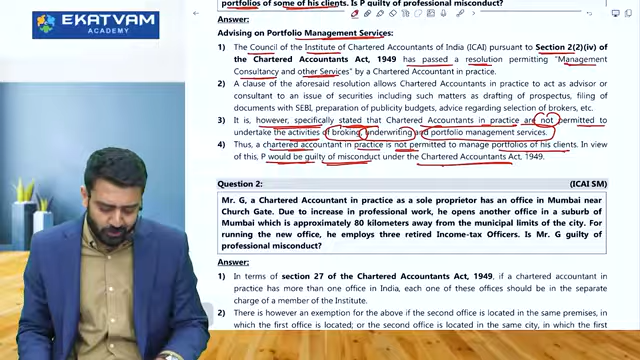 EKATVAM
ACADEMY
portfolios of some of his clients. Is P guilty of professional misconduct?
Answer:
Advising on Portfolio Management Services:
1) The Council of the Institute of Chartered Accountants of India (ICAI) pursuant to Section 2(2)(iv) of the Chartered Accountants Act, 1949 has passed a resolution permitting "Management
Consultancy and other Services" by a Chartered Accountant in practice.
2) A clause of the aforesaid resolution allows Chartered Accountants in practice to act as advisor or
consultant to an issue of securities including such matters as drafting of prospectus, filing of
documents with SEBI, preparation of publicity budgets, advice regarding selection of brokers, etc.
3) It is, however, specifically stated that Chartered Accountants in practice are not permitted to
undertake the activities of broking, underwriting and portfolio management services.
4) Thus, a chartered accountant in practice is not permitted to manage portfolios of his clients. In view
of this, P would be guilty of misconduct under the Chartered Accountants Act, 1949.
Question 2: (ICAI SM)
Mr. G, a Chartered Accountant in practice as a sole proprietor has an office in Mumbai near
Church Gate. Due to increase in professional work, he opens another office in a suburb of
Mumbai which is approximately 80 kilometers away from the municipal limits of the city. For
running the new office, he employs three retired Income-tax Officers. Is Mr. G guilty of
professional misconduct?
Answer:
1) In terms of section 27 of the Chartered Accountants Act, 1949, if a chartered accountant in
practice has more than one office in India, each one of these offices should be in the separate
charge of a member of the Institute.
2) There is however an exemption for the above if the second office is located in the same premises, in
which the first office is located; or the second office is located in the same city, in which the first